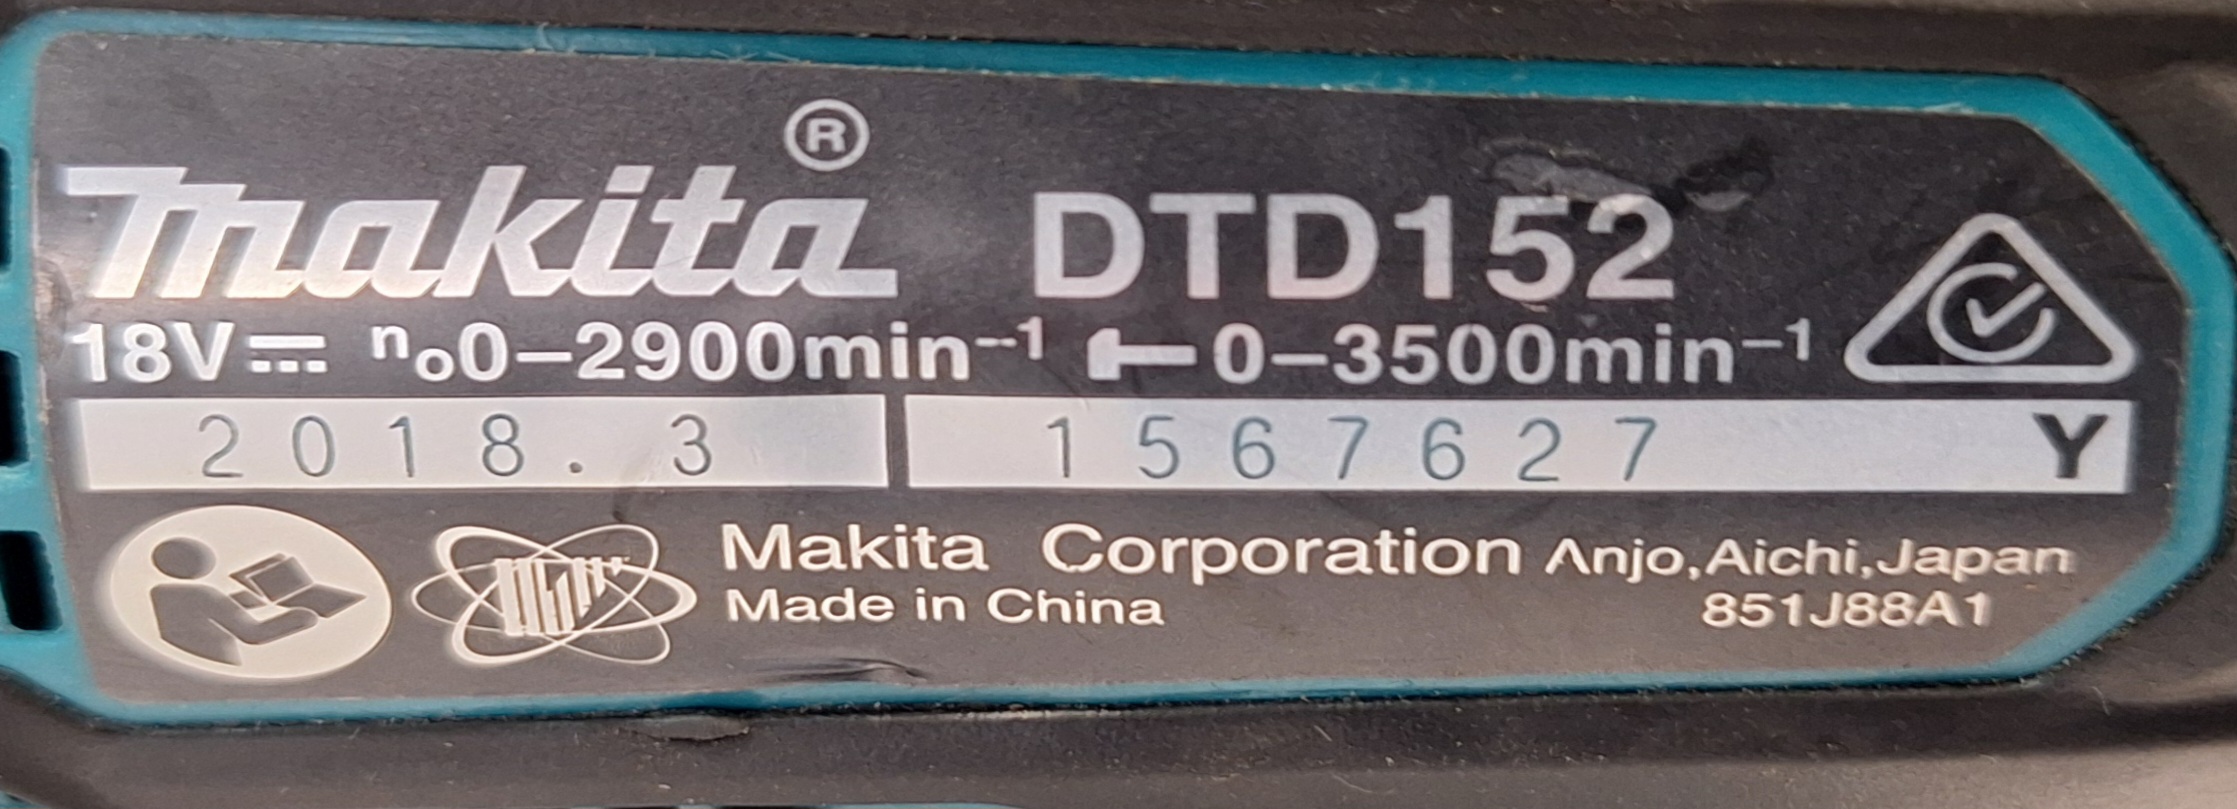 makita® DTD152
18V⎓ n₀0–2900min⁻¹ 0–3500min⁻¹
2018. 3 1567627 Y
Makita Corporation Anjo,Aichi,Japan
Made in China 851J88A1